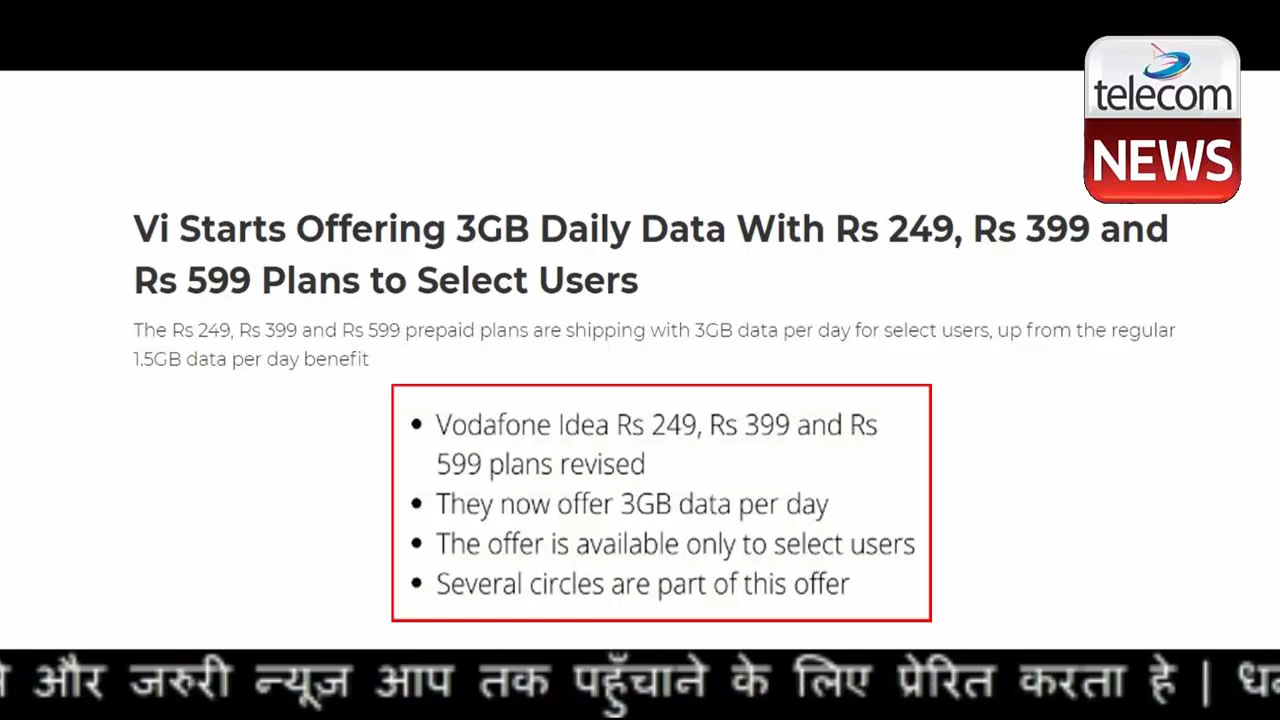 telecom
NEWS
Vi Starts Offering 3GB Daily Data With Rs 249, Rs 399 and
Rs 599 Plans to Select Users
The Rs 249, Rs 399 and Rs 599 prepaid plans are shipping with 3GB data per day for select users, up from the regular
1.5GB data per day benefit
• Vodafone Idea Rs 249, Rs 399 and Rs
599 plans revised
• They now offer 3GB data per day
• The offer is available only to select users
• Several circles are part of this offer
और जरुरी न्यूज़ आप तक पहुँचाने के लिए प्रेरित करता हे |